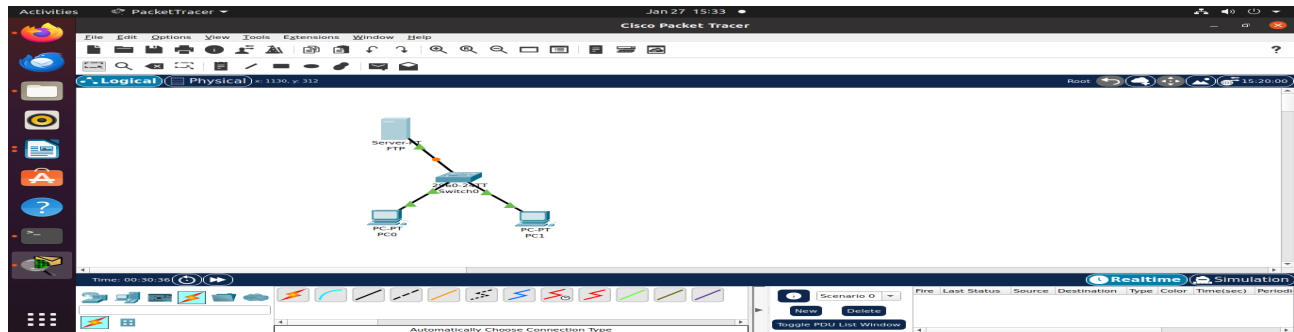 Activities PacketTracer Jan 27 15:33
Cisco Packet Tracer
File Edit Options View Tools Extensions Window Help
?
Logical Physical x: 1130, y: 312 Root 15:20:00
Server-PT
FTP
2960-24TT
Switch0
PC-PT
PC0
PC-PT
PC1
Time: 00:30:36 Realtime Simulation
Scenario 0
New Delete
Toggle PDU List Window
Fire Last Status Source Destination Type Color Time(sec) Periodi
Automatically Choose Connection Type